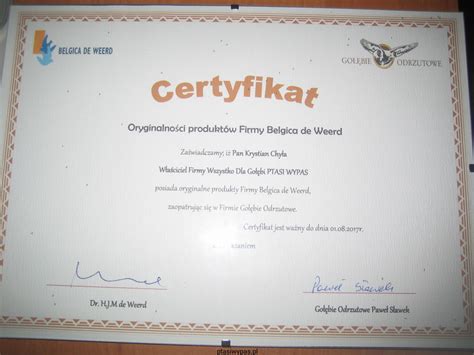 BELGICA DE WEERD
GOŁĘBIE ODRZUTOWE
Certyfikat
Oryginalności produktów Firmy Belgica de Weerd
Zaświadczamy, iż Pan Krystian Chyła
Właściciel Firmy Wszystko Dla Gołębi PTASI WYPAS
posiada oryginalne produkty Firmy Belgica de Weerd,
zaopatrując się w Firmie Gołębie Odrzutowe.
Certyfikat jest ważny do dnia 01.08.2017r.
Paweł Sławek
Dr. H.J.M de Weerd
Gołębie Odrzutowe Paweł Sławek
ptasiwypas.pl